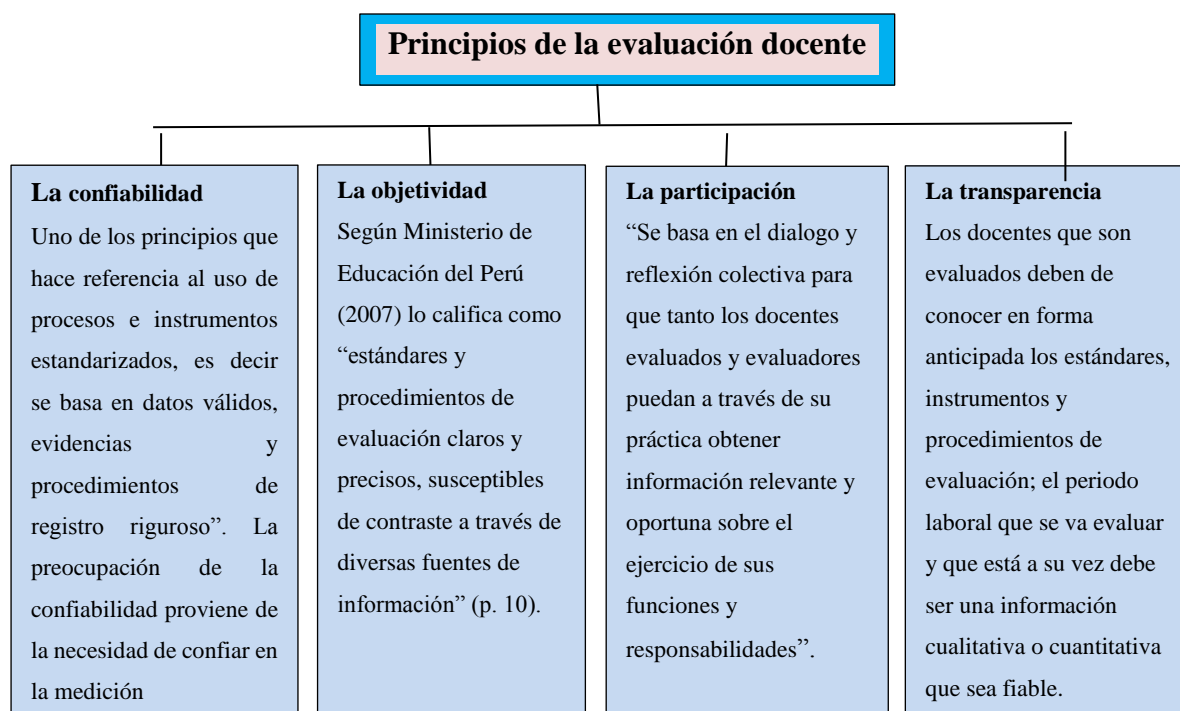 Principios de la evaluación docente
La confiabilidad
Uno de los principios que
hace referencia al uso de
procesos e instrumentos
estandarizados, es decir
se basa en datos válidos,
evidencias y
procedimientos de
registro riguroso”. La
preocupación de la
confiabilidad proviene de
la necesidad de confiar en
la medición
La objetividad
Según Ministerio de
Educación del Perú
(2007) lo califica como
“estándares y
procedimientos de
evaluación claros y
precisos, susceptibles
de contraste a través de
diversas fuentes de
información” (p. 10).
La participación
“Se basa en el dialogo y
reflexión colectiva para
que tanto los docentes
evaluados y evaluadores
puedan a través de su
práctica obtener
información relevante y
oportuna sobre el
ejercicio de sus
funciones y
responsabilidades”.
La transparencia
Los docentes que son
evaluados deben de
conocer en forma
anticipada los estándares,
instrumentos y
procedimientos de
evaluación; el periodo
laboral que se va evaluar
y que está a su vez debe
ser una información
cualitativa o cuantitativa
que sea fiable.